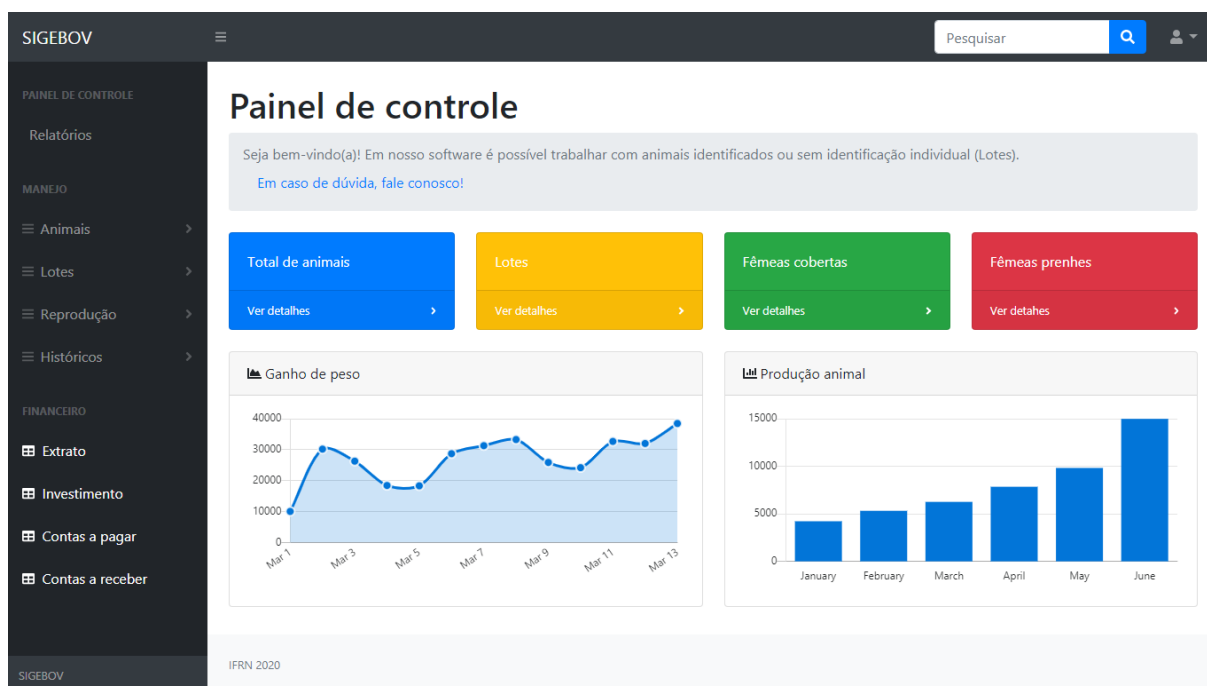 SIGEBOV
Pesquisar
PAINEL DE CONTROLE
Relatórios
MANEJO
Animais
Lotes
Reprodução
Históricos
FINANCEIRO
Extrato
Investimento
Contas a pagar
Contas a receber
SIGEBOV
Painel de controle
Seja bem-vindo(a)! Em nosso software é possível trabalhar com animais identificados ou sem identificação individual (Lotes).
Em caso de dúvida, fale conosco!
Total de animais
Ver detalhes
Lotes
Ver detalhes
Fêmeas cobertas
Ver detalhes
Fêmeas prenhes
Ver detahes
Ganho de peso
40000
30000
20000
10000
0
Mar 1 Mar 3 Mar 5 Mar 7 Mar 9 Mar 11 Mar 13
Produção animal
15000
10000
5000
0
January February March April May June
IFRN 2020